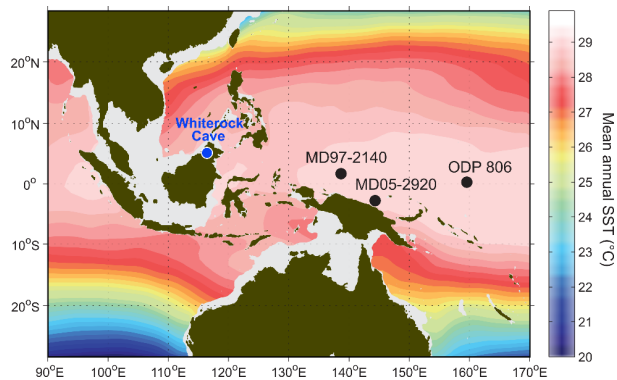 20°N
10°N
0°
10°S
20°S
90°E
100°E
110°E
120°E
130°E
140°E
150°E
160°E
170°E
Whiterock
Cave
MD97-2140
MD05-2920
ODP 806
29
28
27
26
25
24
23
22
21
20
Mean annual SST (°C)